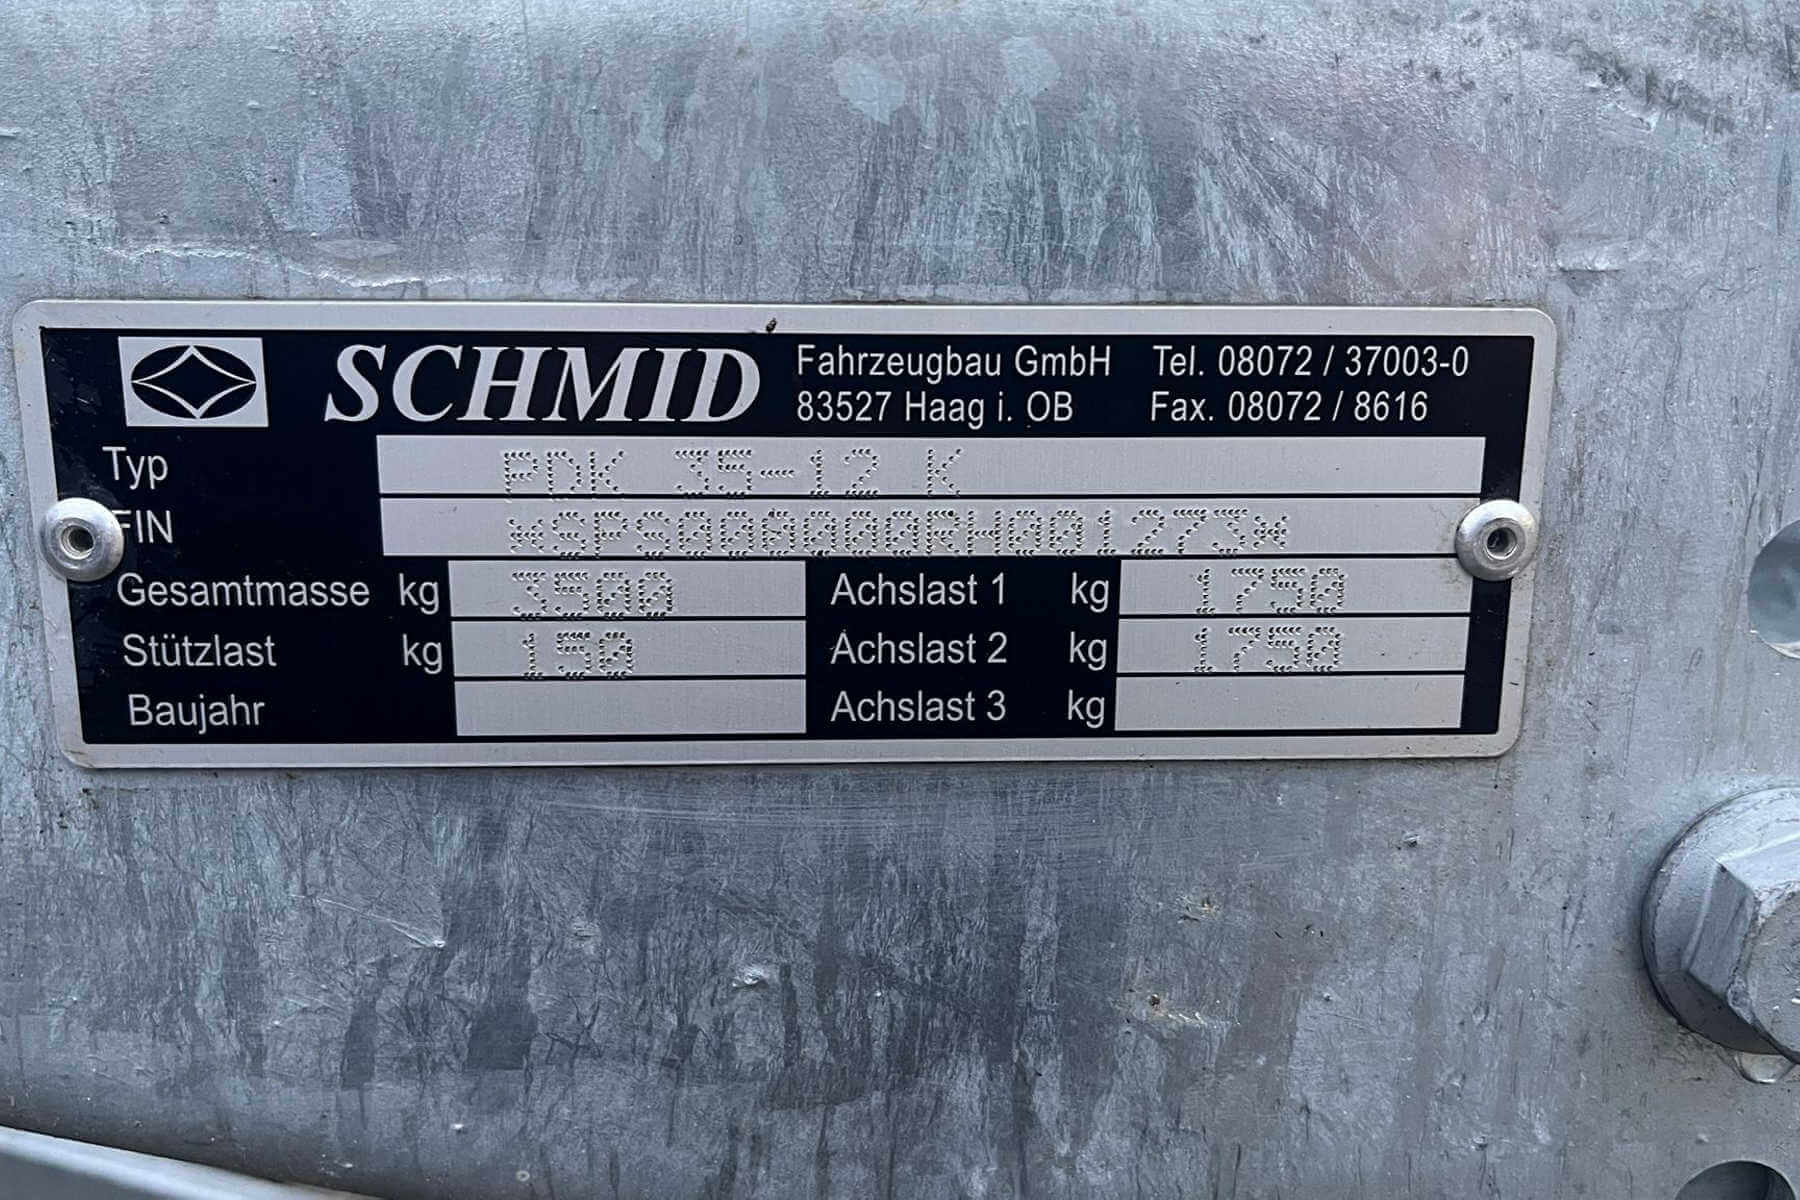 SCHMID Fahrzeugbau GmbH Tel. 08072 / 37003-0
83527 Haag i. OB Fax. 08072 / 8616
Typ PDK 35-12 K
FIN *SPS000000RH001273*
Gesamtmasse kg 3500 Achslast 1 kg 1750
Stützlast kg 150 Achslast 2 kg 1750
Baujahr Achslast 3 kg